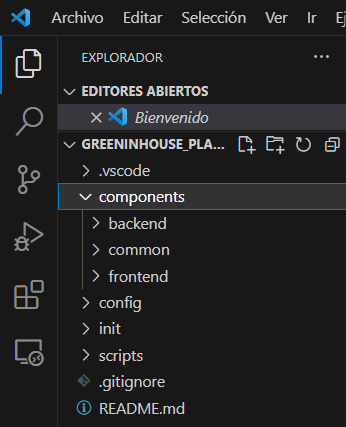 Archivo Editar Selección Ver Ir
EXPLORADOR ...
EDITORES ABIERTOS
Bienvenido
GREENINHOUSE_PLA...
.vscode
components
backend
common
frontend
config
init
scripts
.gitignore
README.md